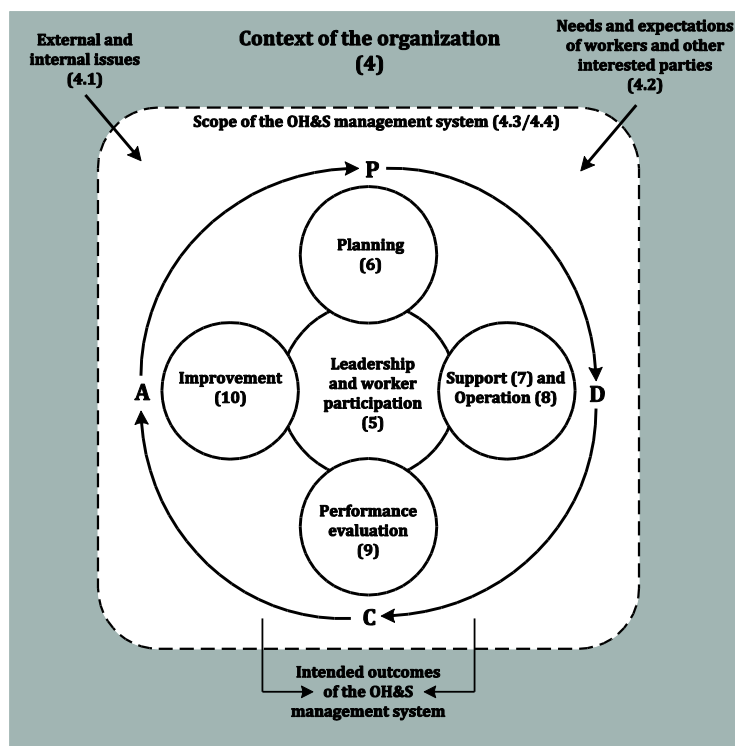 External and
internal issues
(4.1)
Context of the organization
(4)
Needs and expectations
of workers and other
interested parties
(4.2)
Scope of the OH&S management system (4.3/4.4)
P
Planning
(6)
A
Improvement
(10)
Leadership
and worker
participation
(5)
Support (7) and
Operation (8)
D
Performance
evaluation
(9)
C
Intended outcomes
of the OH&S
management system